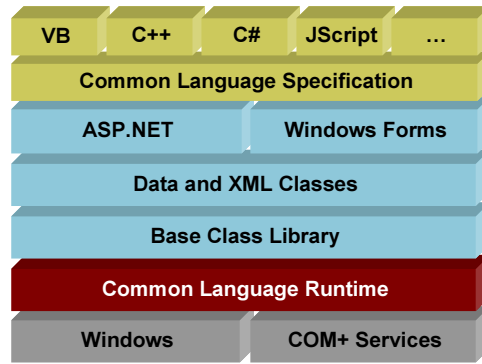 VB C++ C# JScript …
Common Language Specification
ASP.NET Windows Forms
Data and XML Classes
Base Class Library
Common Language Runtime
Windows COM+ Services